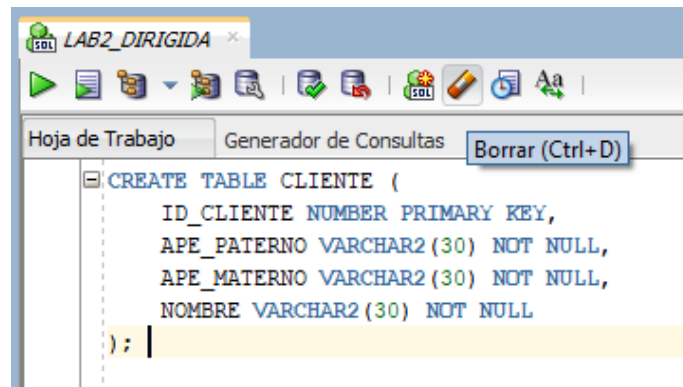 LAB2_DIRIGIDA
Hoja de Trabajo Generador de Consultas
Borrar (Ctrl+D)
CREATE TABLE CLIENTE (
ID_CLIENTE NUMBER PRIMARY KEY,
APE_PATERNO VARCHAR2(30) NOT NULL,
APE_MATERNO VARCHAR2(30) NOT NULL,
NOMBRE VARCHAR2(30) NOT NULL
);